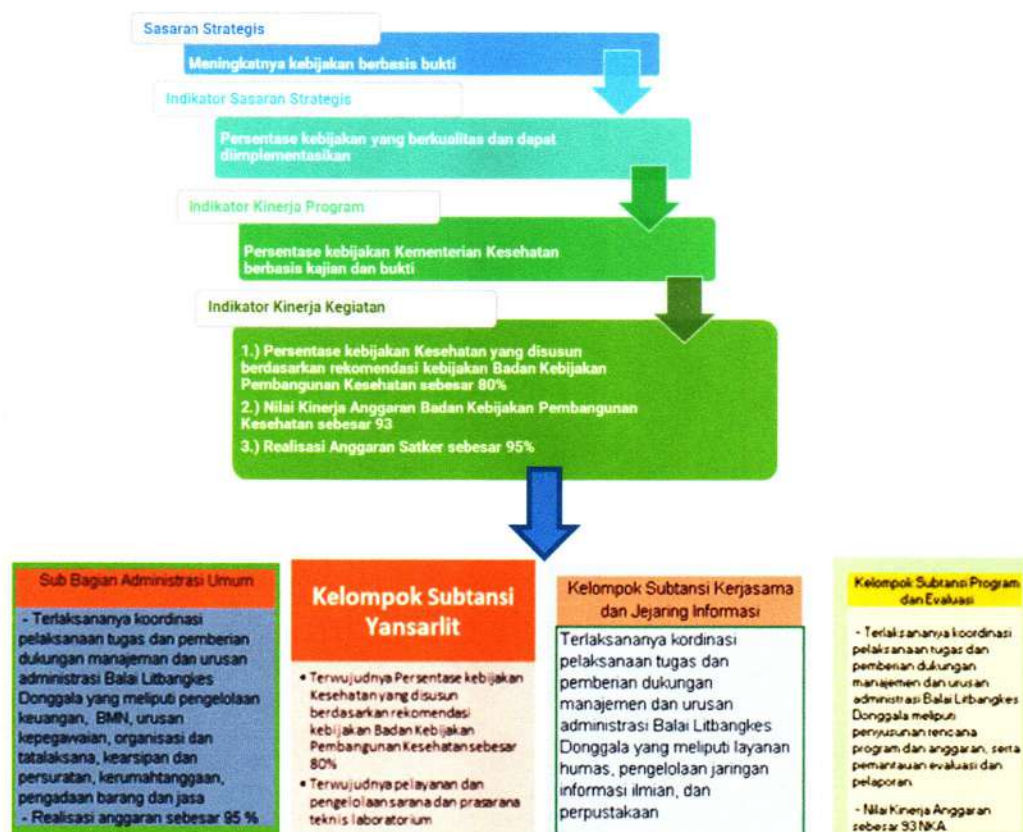 Sasaran Strategis
Meningkatnya kebijakan berbasis bukti
Indikator Sasaran Strategis
Persentase kebijakan yang berkualitas dan dapat
diimplementasikan
Indikator Kinerja Program
Persentase kebijakan Kementerian Kesehatan
berbasis kajian dan bukti
Indikator Kinerja Kegiatan
1.) Persentase kebijakan Kesehatan yang disusun
berdasarkan rekomendasi kebijakan Badan Kebijakan
Pembangunan Kesehatan sebesar 80%
2.) Nilai Kinerja Anggaran Badan Kebijakan Pembangunan
Kesehatan sebesar 93
3.) Realisasi Anggaran Satker sebesar 95%
Sub Bagian Administrasi Umum
- Terlaksananya koordinasi
pelaksanaan tugas dan pemberian
dukungan manajeman dan urusan
administrasi Balai Litbangkes
Donggala yang meliputi pengelolaan
keuangan, BMN, urusan
kepegawaian, organisasi dan
tatalaksana, kearsipan dan
persuratan, kerumahtanggaan,
pengadaan barang dan jasa
- Realisasi anggaran sebesar 95 %
Kelompok Subtansi
Yansarlit
• Terwujudnya Persentase kebijakan
Kesehatan yang disusun
berdasarkan rekomendasi
kebijakan Badan Kebijakan
Pembangunan Kesehatan sebesar
80%
• Terwujudnya pelayanan dan
pengelolaan sarana dan prasarana
teknis laboratorium
Kelompok Subtansi Kerjasama
dan Jejaring Informasi
Terlaksananya kordinasi
pelaksanaan tugas dan
pemberian dukungan
manajemen dan urusan
administrasi Balai Litbangkes
Donggala yang meliputi layanan
humas, pengelolaan jaringan
informasi ilmian, dan
perpustakaan
Kelompok Subtansi Program
dan Evaluasi
- Terlaksananya koordinasi
pelaksanaan tugas dan
pemberian dukungan
manajemen dan urusan
administrasi Balai Litbangkes
Donggala meliputi
penyusunan rencana
program dan anggaran, serta
pemantauan evaluasi dan
pelaporan.
- Nilai Kinerja Anggaran
sebesar 93 NKA